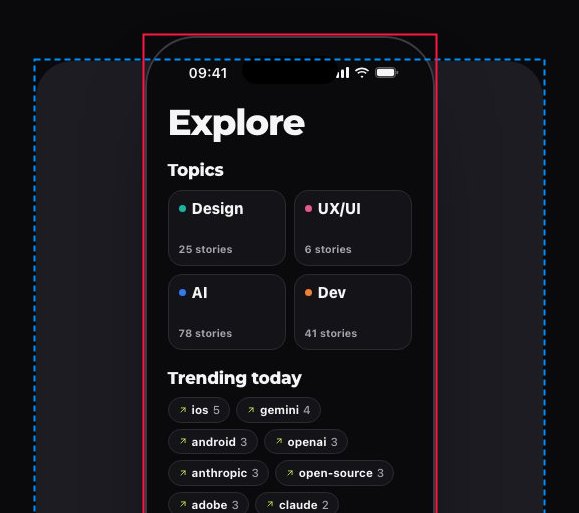 09:41
Explore
Topics
Design
25 stories
UX/UI
6 stories
AI
78 stories
Dev
41 stories
Trending today
ios 5
gemini 4
android 3
openai 3
anthropic 3
open-source 3
adobe 3
claude 2